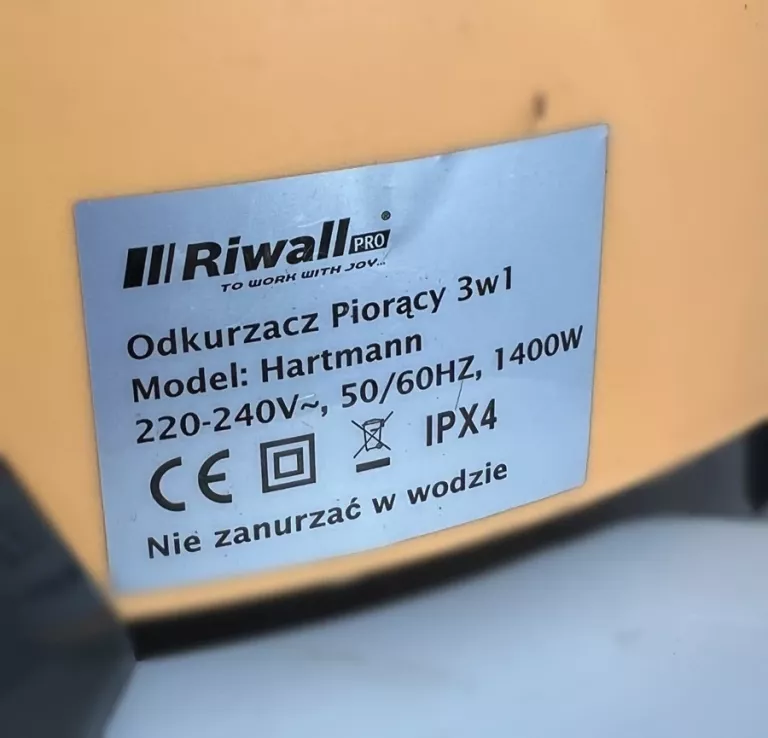 Riwall PRO®
TO WORK WITH JOY...
Odkurzacz Piorący 3w1
Model: Hartmann
220-240V~, 50/60HZ, 1400W
CE IPX4
Nie zanurzać w wodzie